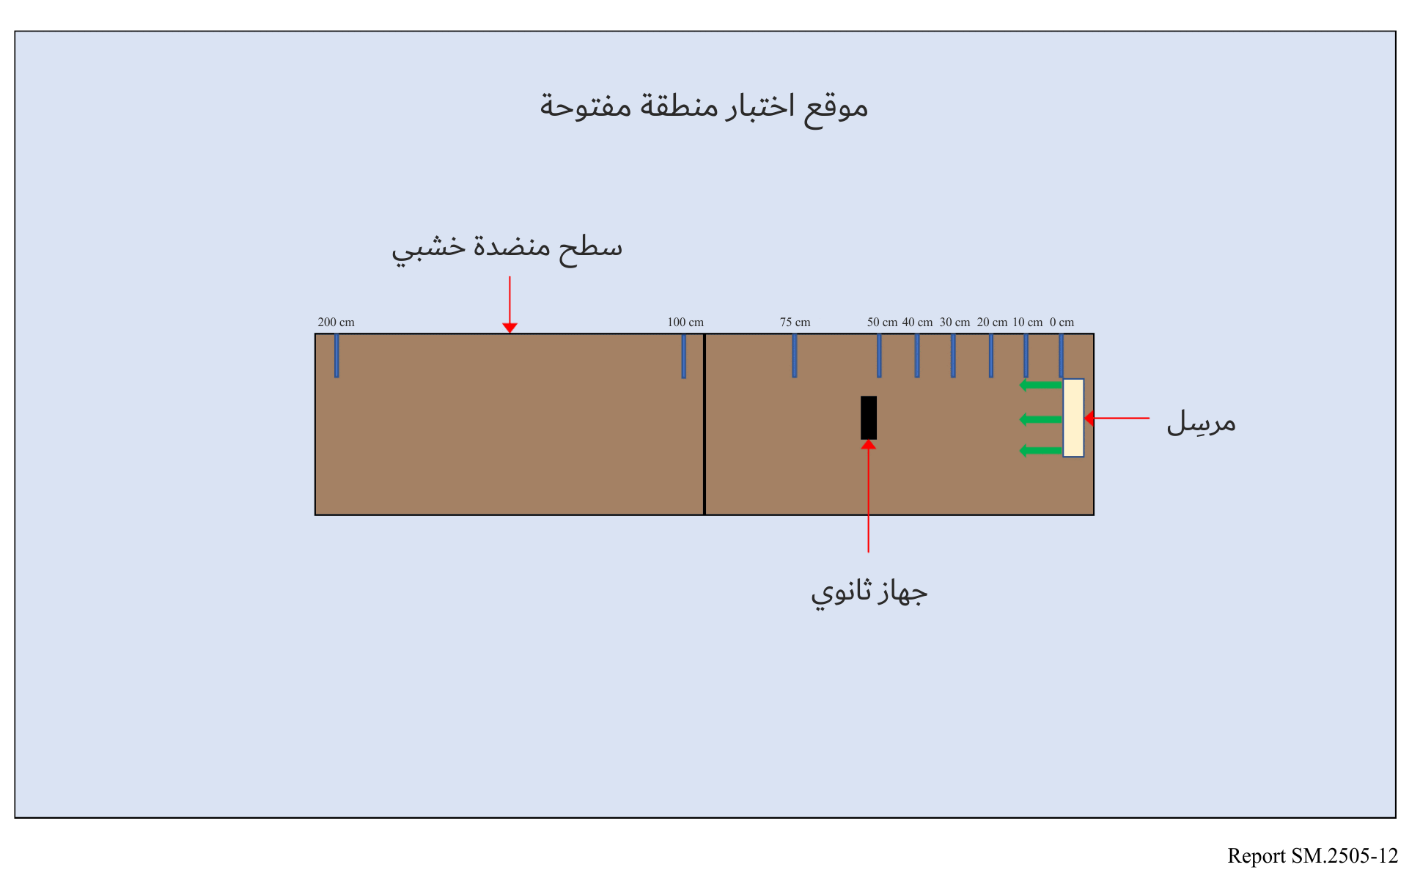 موقع اختبار منطقة مفتوحة
سطح منضدة خشبي
200 cm 100 cm 75 cm 50 cm 40 cm 30 cm 20 cm 10 cm 0 cm
مرسِل
جهاز ثانوي
Report SM.2505-12